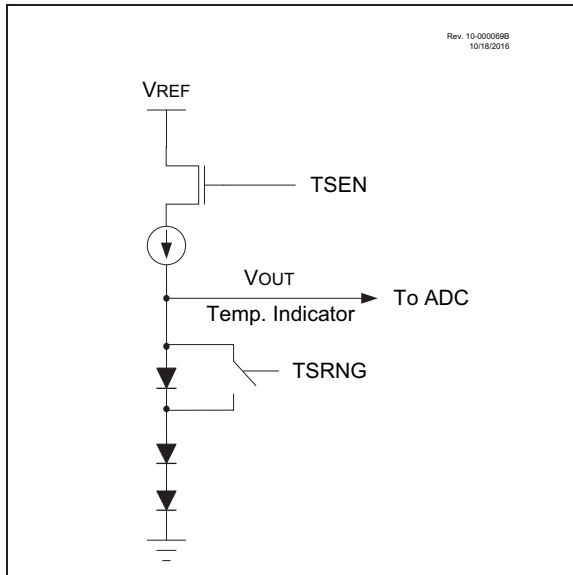 Rev. 10-000069B
10/18/2016
VREF
TSEN
VOUT
To ADC
Temp. Indicator
TSRNG